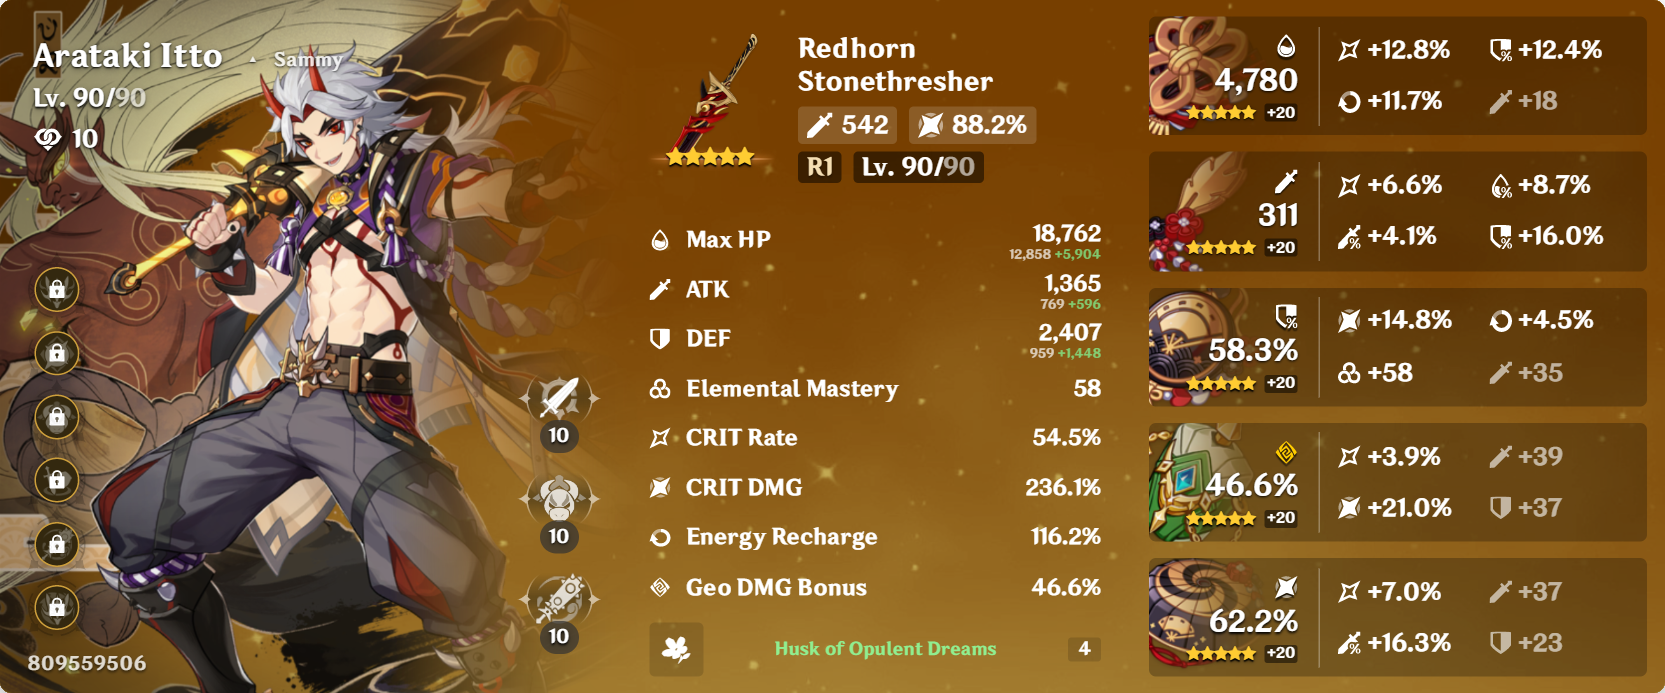 Arataki Itto · Sammy
Lv. 90/90
10
10
10
10
809559506
Redhorn
Stonethresher
542 88.2%
R1 Lv. 90/90
Max HP 18,762
12,858 +5,904
ATK 1,365
769 +596
DEF 2,407
959 +1,448
Elemental Mastery 58
CRIT Rate 54.5%
CRIT DMG 236.1%
Energy Recharge 116.2%
Geo DMG Bonus 46.6%
Husk of Opulent Dreams 4
4,780
+20
+12.8% +12.4%
+11.7% +18
311
+20
+6.6% +8.7%
+4.1% +16.0%
58.3%
+20
+14.8% +4.5%
+58 +35
46.6%
+20
+3.9% +39
+21.0% +37
62.2%
+20
+7.0% +37
+16.3% +23